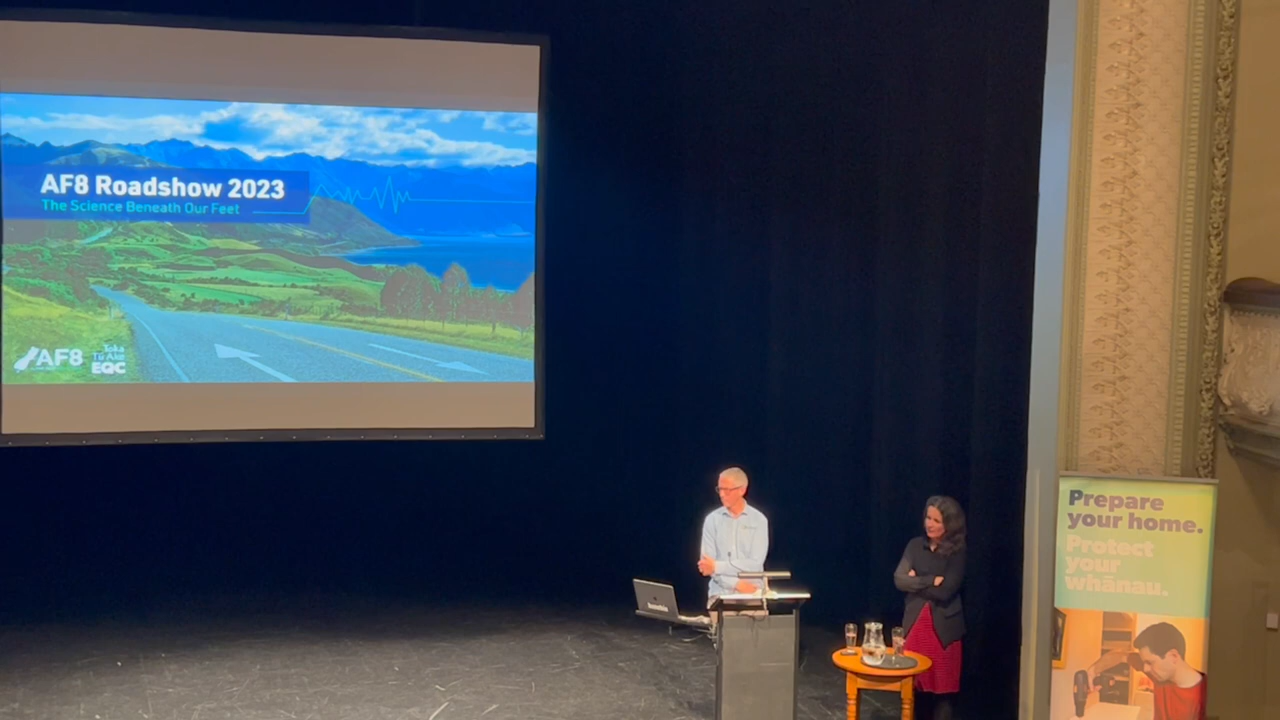 AF8 Roadshow 2023
The Science Beneath Our Feet
AF8
Toka
Tū Ake
EQC
Prepare
your home.
Protect
your
whānau.